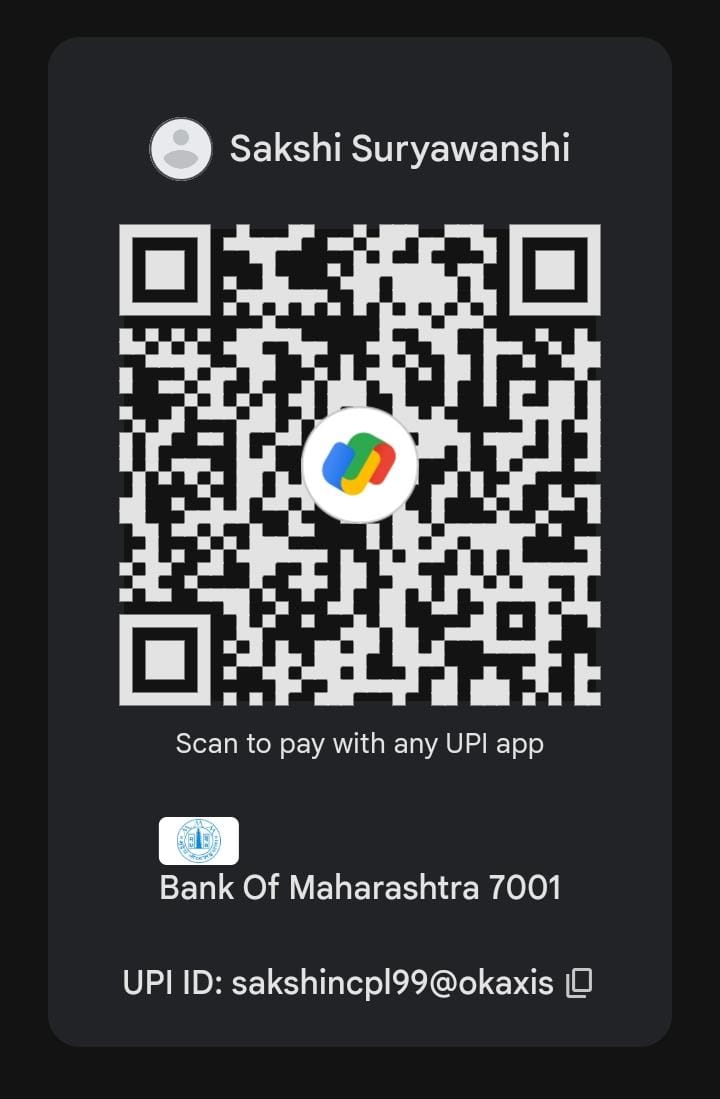 Sakshi Suryawanshi
Scan to pay with any UPI app
Bank Of Maharashtra 7001
UPI ID: sakshincpl99@okaxis